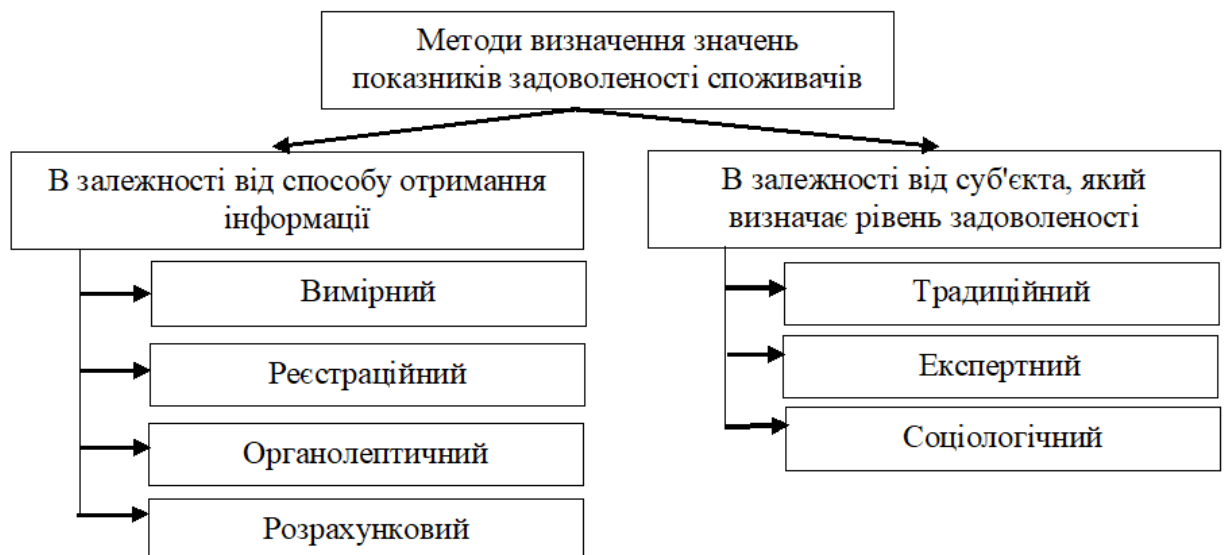 Методи визначення значень
показників задоволеності споживачів
В залежності від способу отримання
інформації
Вимірний
Реєстраційний
Органолептичний
Розрахунковий
В залежності від суб'єкта, який
визначає рівень задоволеності
Традиційний
Експертний
Соціологічний